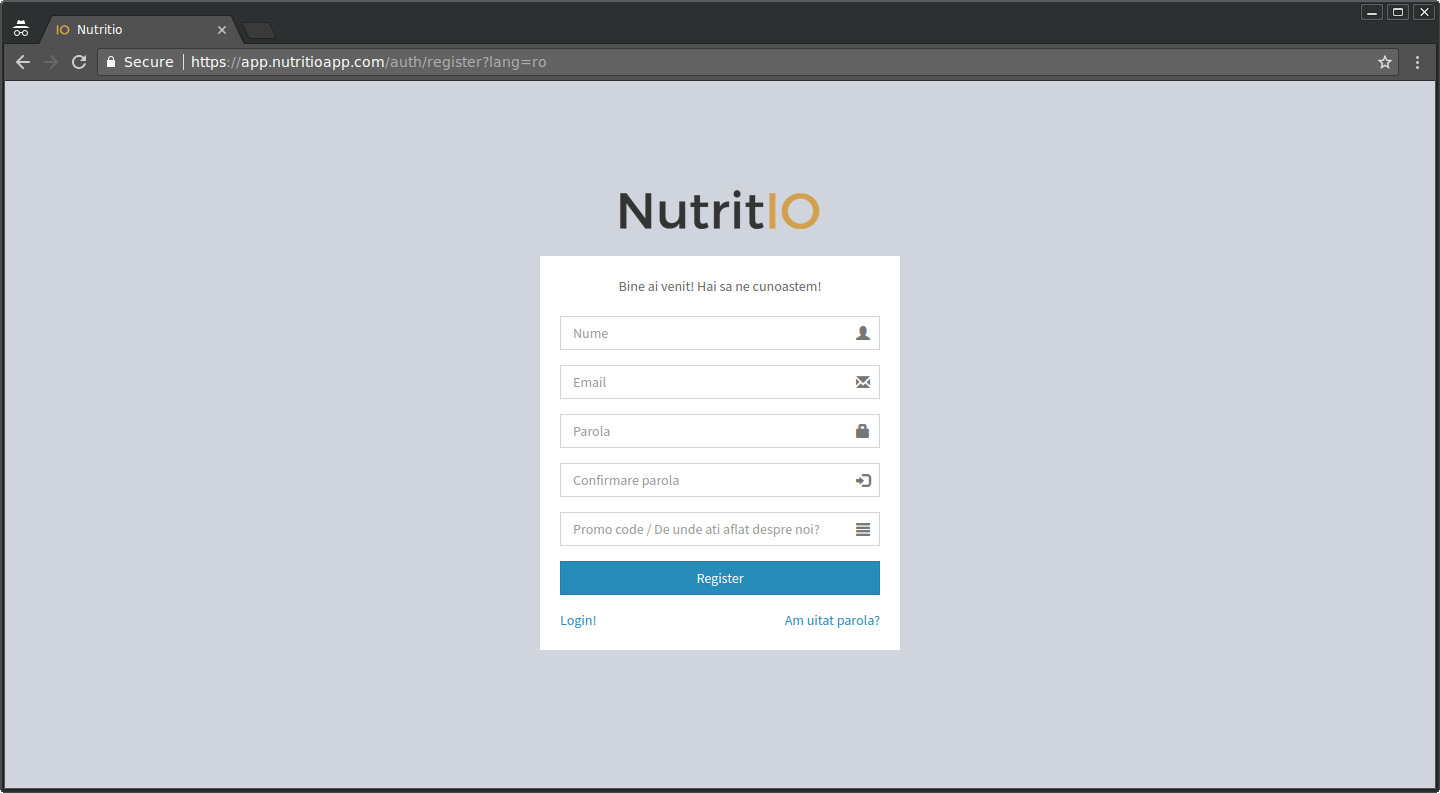 IO Nutritio
Secure https://app.nutritioapp.com/auth/register?lang=ro
NutritIO
Bine ai venit! Hai sa ne cunoastem!
Nume
Email
Parola
Confirmare parola
Promo code / De unde ati aflat despre noi?
Register
Login! Am uitat parola?